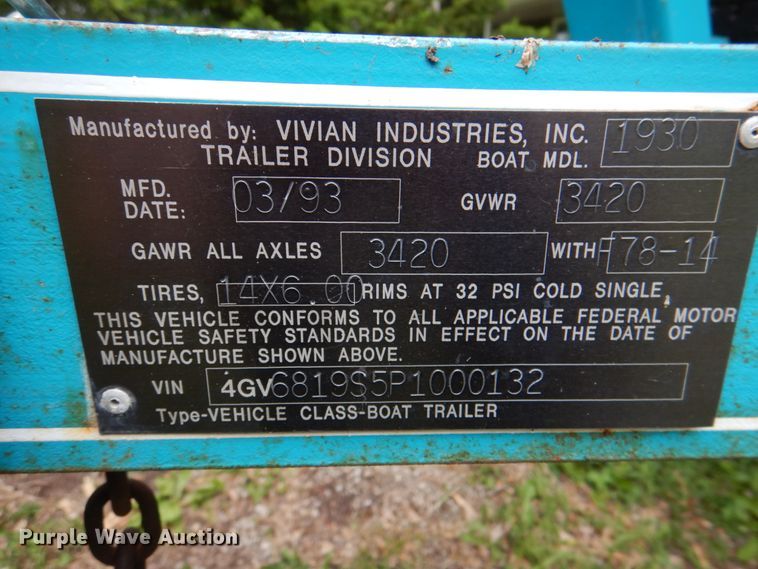 Manufactured by: VIVIAN INDUSTRIES, INC. 1930
TRAILER DIVISION BOAT MDL.
MFD. DATE: 03/93 GVWR 3420
GAWR ALL AXLES 3420 WITH F78-14
TIRES, 14X6.00 RIMS AT 32 PSI COLD SINGLE,
THIS VEHICLE CONFORMS TO ALL APPLICABLE FEDERAL MOTOR
VEHICLE SAFETY STANDARDS IN EFFECT ON THE DATE OF
MANUFACTURE SHOWN ABOVE.
VIN 4GV6819S5P1000132
Type-VEHICLE CLASS-BOAT TRAILER
Purple Wave Auction